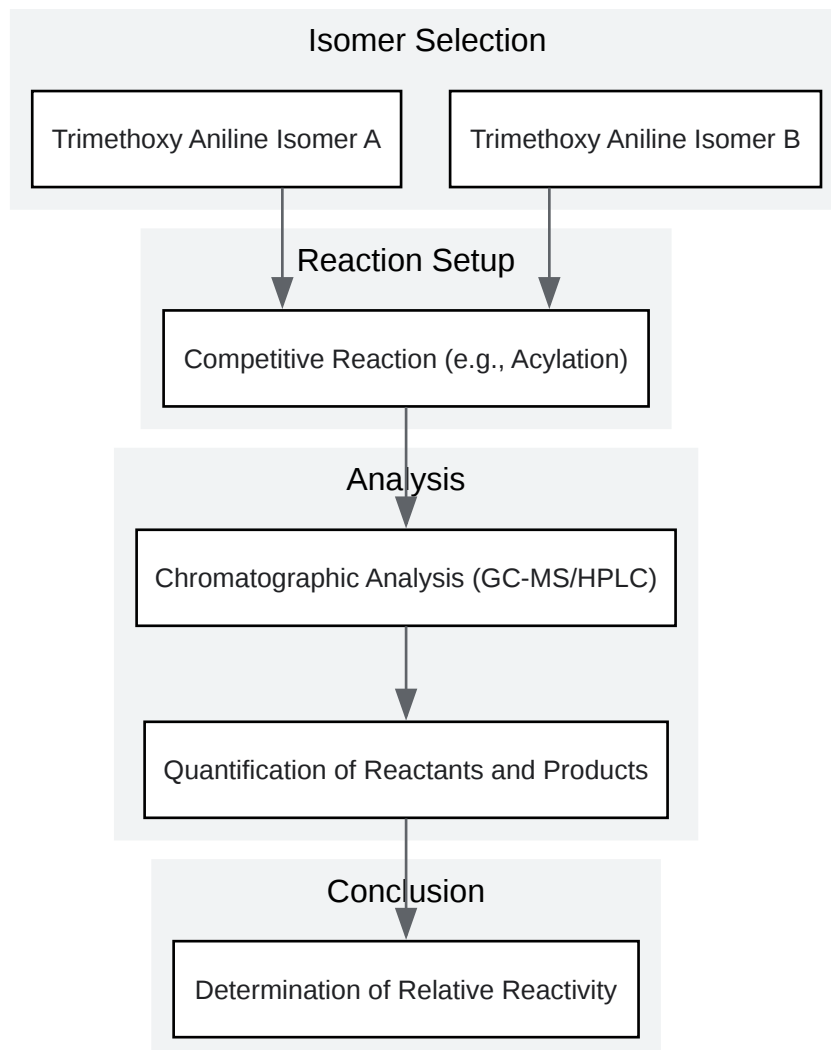 Isomer Selection
Trimethoxy Aniline Isomer A
Trimethoxy Aniline Isomer B
Reaction Setup
Competitive Reaction (e.g., Acylation)
Analysis
Chromatographic Analysis (GC-MS/HPLC)
Quantification of Reactants and Products
Conclusion
Determination of Relative Reactivity